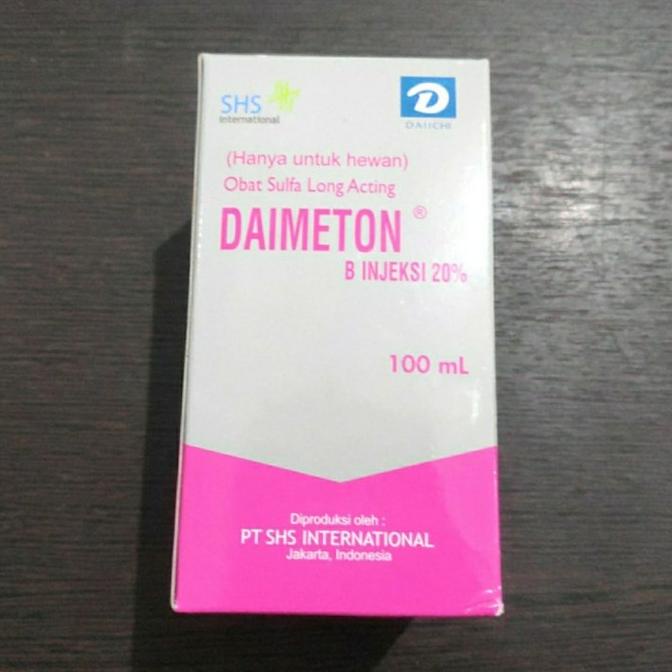 SHS
International
DAIICHI
(Hanya untuk hewan)
Obat Sulfa Long Acting
DAIMETON ®
B INJEKSI 20%
100 mL
Diproduksi oleh :
PT SHS INTERNATIONAL
Jakarta, Indonesia